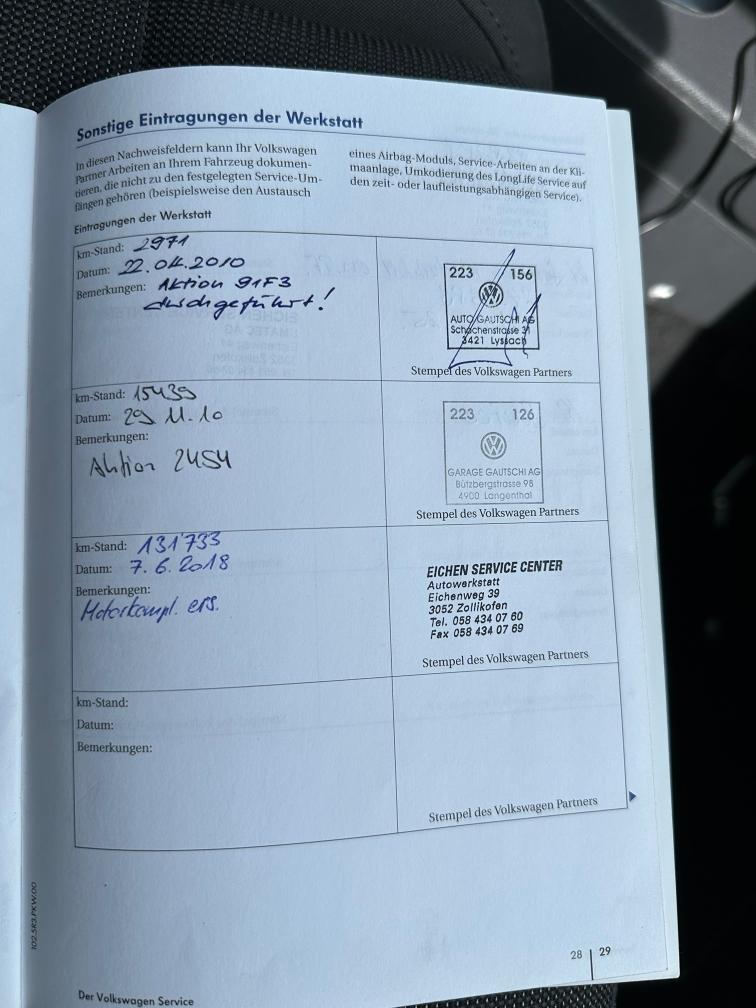 Sonstige Eintragungen der Werkstatt
In diesen Nachweisfeldern kann Ihr Volkswagen
Partner Arbeiten an Ihrem Fahrzeug dokumen-
tieren, die nicht zu den festgelegten Service-Um-
fängen gehören (beispielsweise den Austausch
eines Airbag-Moduls, Service-Arbeiten an der Kli-
maanlage, Umkodierung des LongLife Service auf
den zeit- oder laufleistungsabhängigen Service).
Eintragungen der Werkstatt
km-Stand: 2971
Datum: 22.04.2010
Bemerkungen: Aktion 91F3
durchgeführt!
223 156
AUTO GAUTSCHI AG
Schachenstrasse 31
3421 Lyssach
Stempel des Volkswagen Partners
km-Stand: 15439
Datum: 29 11.10
Bemerkungen:
Aktion 24S4
223 126
GARAGE GAUTSCHI AG
Bützbergstrasse 98
4900 Langenthal
Stempel des Volkswagen Partners
km-Stand: 131'733
Datum: 7.6.2018
Bemerkungen:
Motorkompl. ers.
EICHEN SERVICE CENTER
Autowerkstatt
Eichenweg 39
3052 Zollikofen
Tel. 058 434 07 60
Fax 058 434 07 69
Stempel des Volkswagen Partners
km-Stand:
Datum:
Bemerkungen:
Stempel des Volkswagen Partners
102.5R3.PKW.00
28 29
Der Volkswagen Service